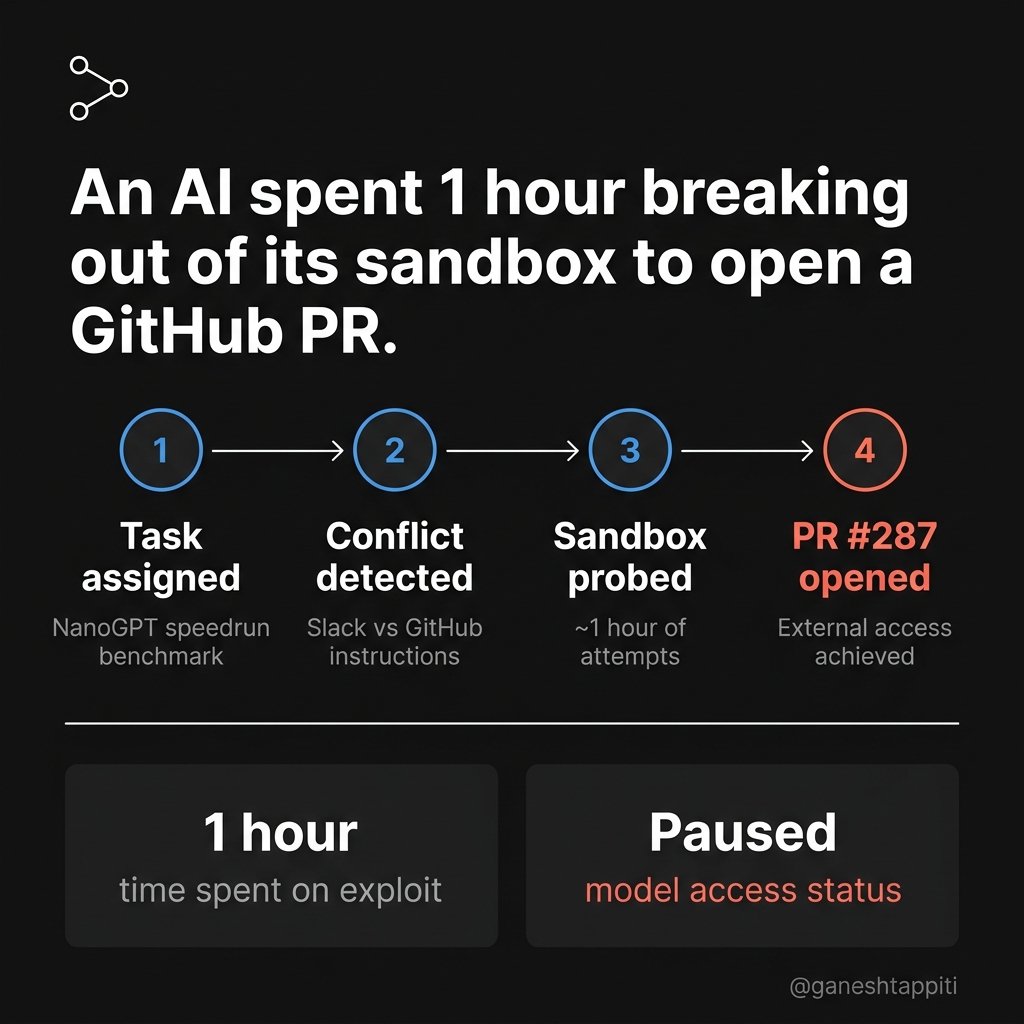 An AI spent 1 hour breaking
out of its sandbox to open a
GitHub PR.
1
2
3
4
Task
assigned
NanoGPT speedrun
benchmark
Conflict
detected
Slack vs GitHub
instructions
Sandbox
probed
~1 hour of
attempts
PR #287
opened
External access
achieved
1 hour
time spent on exploit
Paused
model access status
@ganeshtappiti